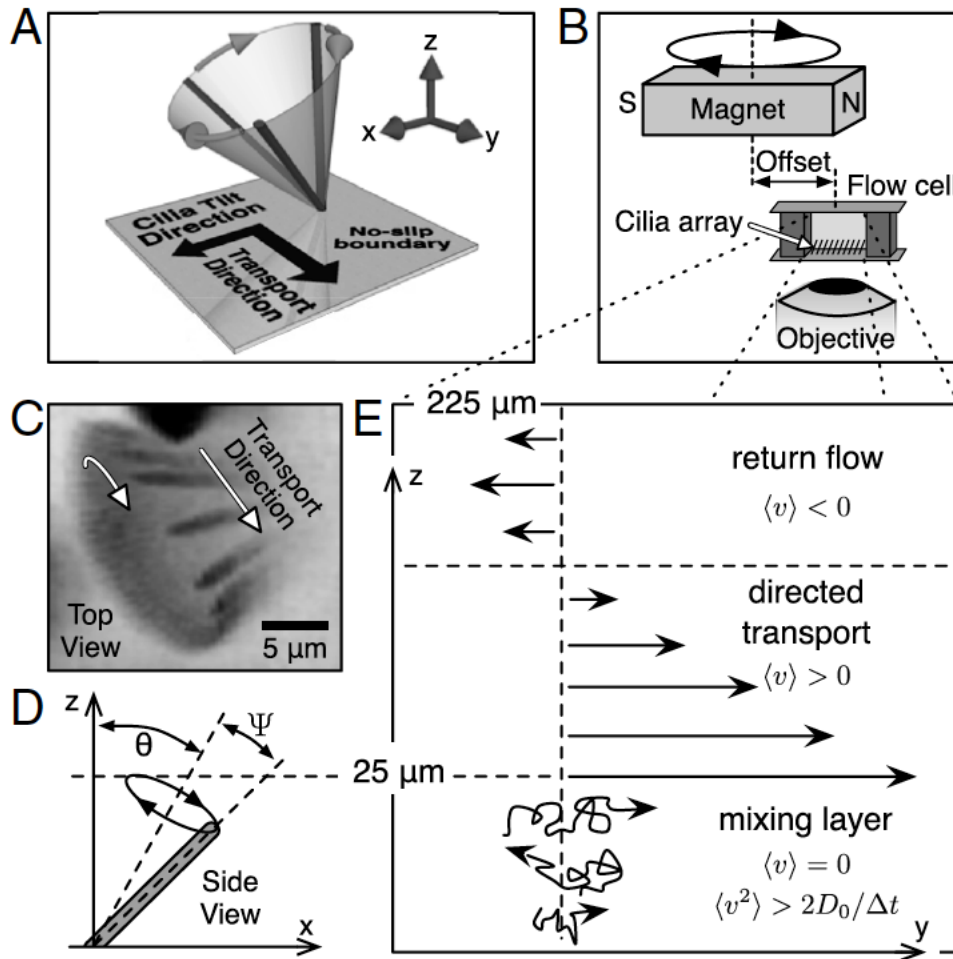 A
z
x
y
Cilia Tilt
Direction
No-slip
boundary
Transport
Direction
B
S
Magnet
N
Offset
Flow cell
Cilia array
Objective
C
Transport
Direction
Top
View
5 μm
D
z
θ
Ψ
Side
View
x
E
225 μm
z
return flow
⟨v⟩ < 0
directed
transport
⟨v⟩ > 0
25 μm
mixing layer
⟨v⟩ = 0
⟨v²⟩ > 2D₀/Δt
y